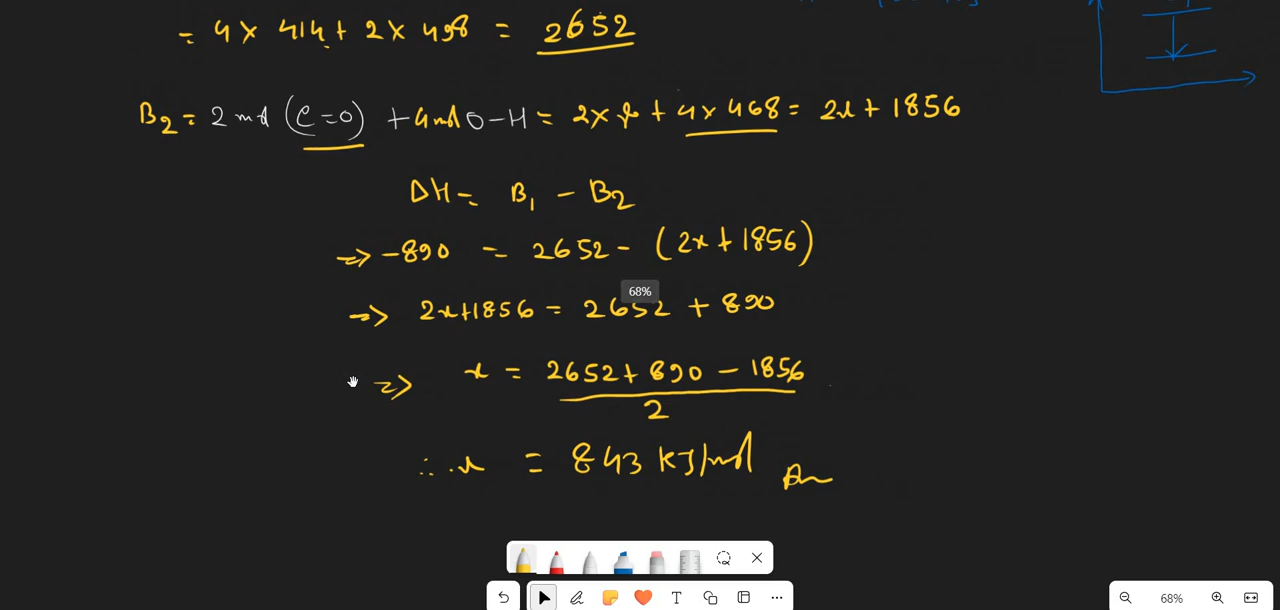 = 4 × 414 + 2 × 498 = 2652
B₂ = 2 mol (C=O) + 4 mol O-H = 2 × x + 4 × 468 = 2x + 1856
ΔH = B₁ - B₂
=> -890 = 2652 - (2x + 1856)
68%
=> 2x+1856 = 2652 + 890
=> x = 2652 + 890 - 1856
2
∴ x = 843 KJ/mol An
T
68%